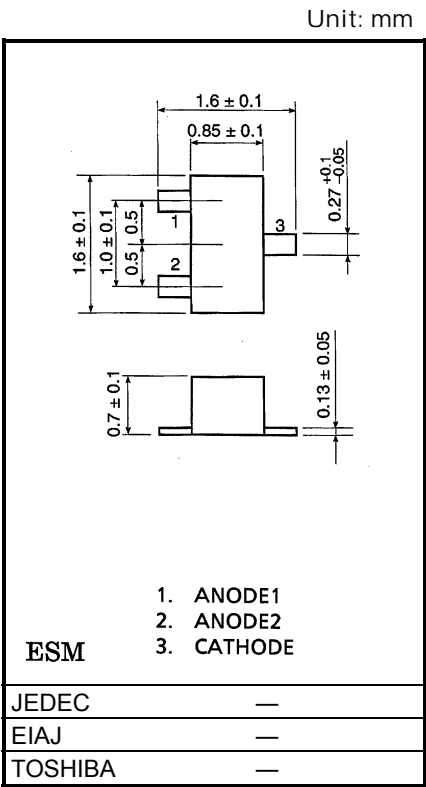 Unit: mm
1.6 ± 0.1
0.85 ± 0.1
1.6 ± 0.1
1.0 ± 0.1
0.5
0.5
1
2
3
0.27 +0.1 −0.05
0.7 ± 0.1
0.13 ± 0.05
1. ANODE1
2. ANODE2
3. CATHODE
ESM
JEDEC —
EIAJ —
TOSHIBA —